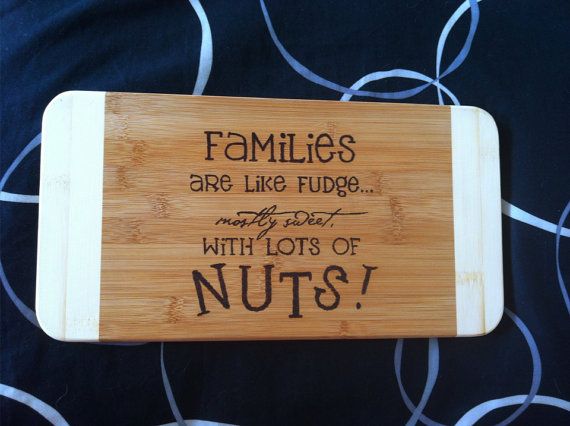 FAMILIES
ARE LIKE FUDGE...
mostly sweet,
WITH LOTS OF
NUTS!